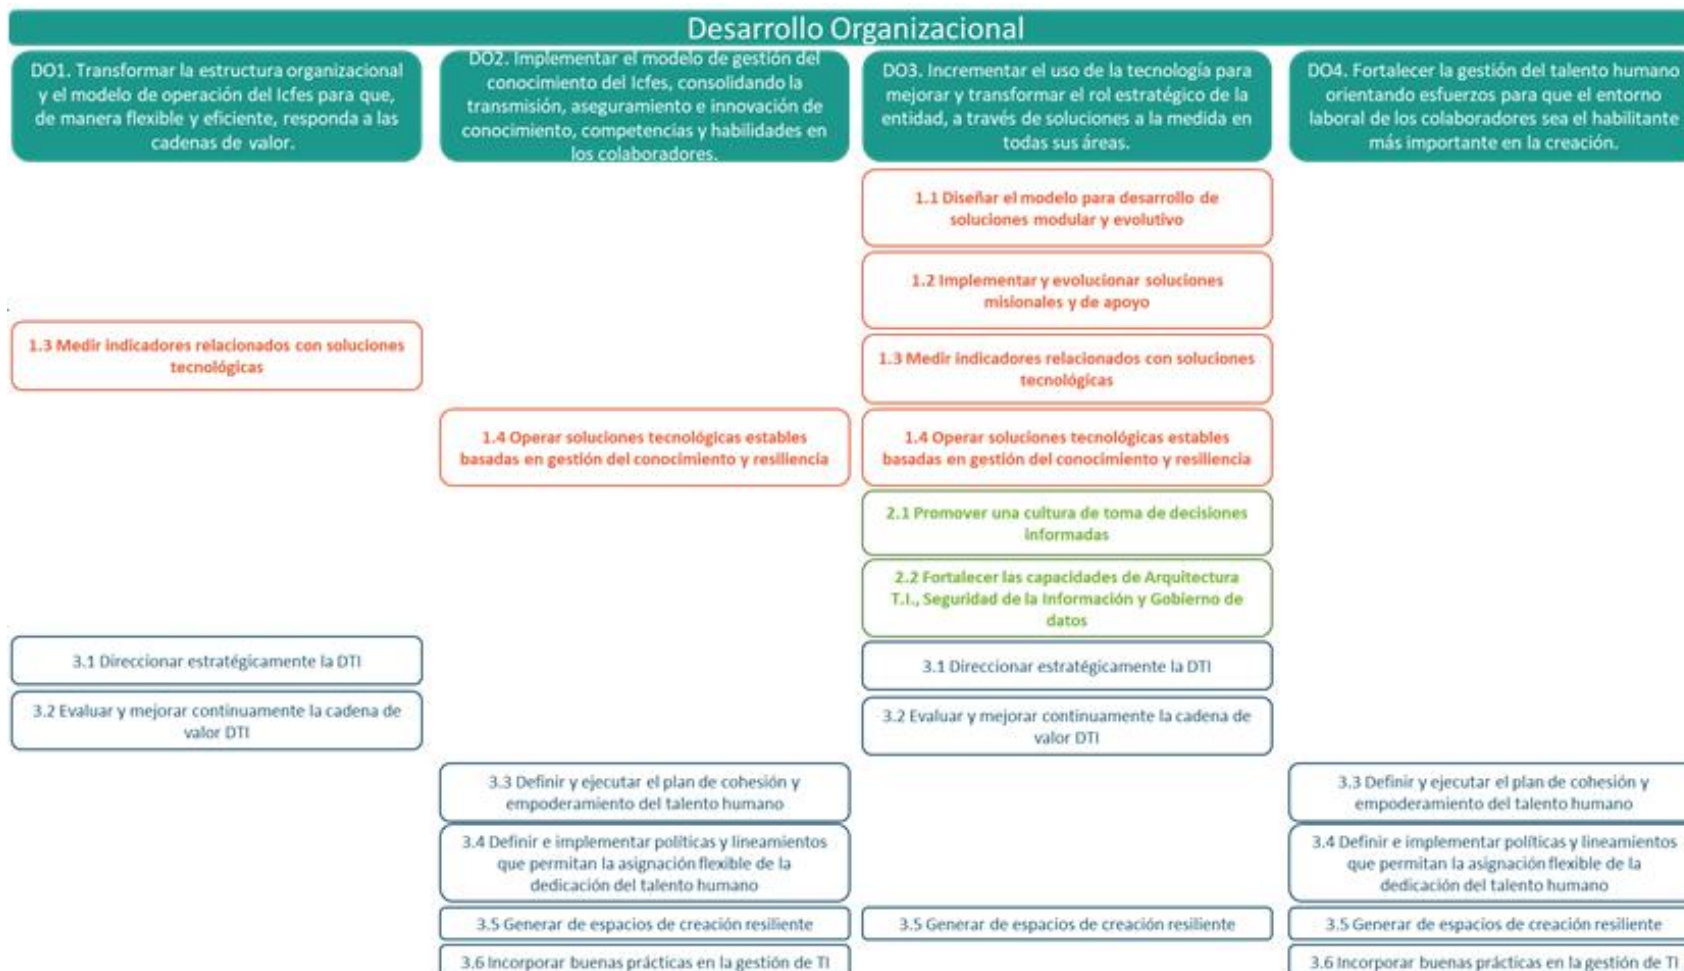 Desarrollo Organizacional
DO1. Transformar la estructura organizacional
y el modelo de operación del Icfes para que,
de manera flexible y eficiente, responda a las
cadenas de valor.
DO2. Implementar el modelo de gestión del
conocimiento del Icfes, consolidando la
transmisión, aseguramiento e innovación de
conocimiento, competencias y habilidades en
los colaboradores.
DO3. Incrementar el uso de la tecnología para
mejorar y transformar el rol estratégico de la
entidad, a través de soluciones a la medida en
todas sus áreas.
DO4. Fortalecer la gestión del talento humano
orientando esfuerzos para que el entorno
laboral de los colaboradores sea el habilitante
más importante en la creación.
1.1 Diseñar el modelo para desarrollo de
soluciones modular y evolutivo
1.2 Implementar y evolucionar soluciones
misionales y de apoyo
1.3 Medir indicadores relacionados con soluciones
tecnológicas
1.3 Medir indicadores relacionados con soluciones
tecnológicas
1.4 Operar soluciones tecnológicas estables
basadas en gestión del conocimiento y resiliencia
1.4 Operar soluciones tecnológicas estables
basadas en gestión del conocimiento y resiliencia
2.1 Promover una cultura de toma de decisiones
informadas
2.2 Fortalecer las capacidades de Arquitectura
T.I., Seguridad de la Información y Gobierno de
datos
3.1 Direccionar estratégicamente la DTI
3.1 Direccionar estratégicamente la DTI
3.2 Evaluar y mejorar continuamente la cadena de
valor DTI
3.2 Evaluar y mejorar continuamente la cadena de
valor DTI
3.3 Definir y ejecutar el plan de cohesión y
empoderamiento del talento humano
3.3 Definir y ejecutar el plan de cohesión y
empoderamiento del talento humano
3.4 Definir e implementar políticas y lineamientos
que permitan la asignación flexible de la
dedicación del talento humano
3.4 Definir e implementar políticas y lineamientos
que permitan la asignación flexible de la
dedicación del talento humano
3.5 Generar de espacios de creación resiliente
3.5 Generar de espacios de creación resiliente
3.5 Generar de espacios de creación resiliente
3.6 Incorporar buenas prácticas en la gestión de TI
3.6 Incorporar buenas prácticas en la gestión de TI